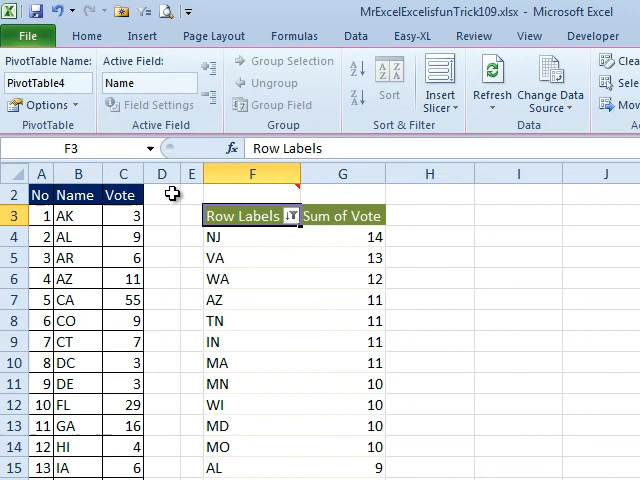 MrExcelExcelisfunTrick109.xlsx - Microsoft Excel
File Home Insert Page Layout Formulas Data Easy-XL Review View Developer
PivotTable Name: Active Field: Group Selection Clea
PivotTable4 Name Ungroup Sort Insert Slicer Refresh Change Data Source Sele
Options Field Settings Group Field Mov
PivotTable Active Field Group Sort & Filter Data
F3 fx Row Labels
A B C D E F G H I J
2 No Name Vote
3 1 AK 3 Row Labels Sum of Vote
4 2 AL 9 NJ 14
5 3 AR 6 VA 13
6 4 AZ 11 WA 12
7 5 CA 55 AZ 11
8 6 CO 9 TN 11
9 7 CT 7 IN 11
10 8 DC 3 MA 11
11 9 DE 3 MN 10
12 10 FL 29 WI 10
13 11 GA 16 MD 10
14 12 HI 4 MO 10
15 13 IA 6 AL 9